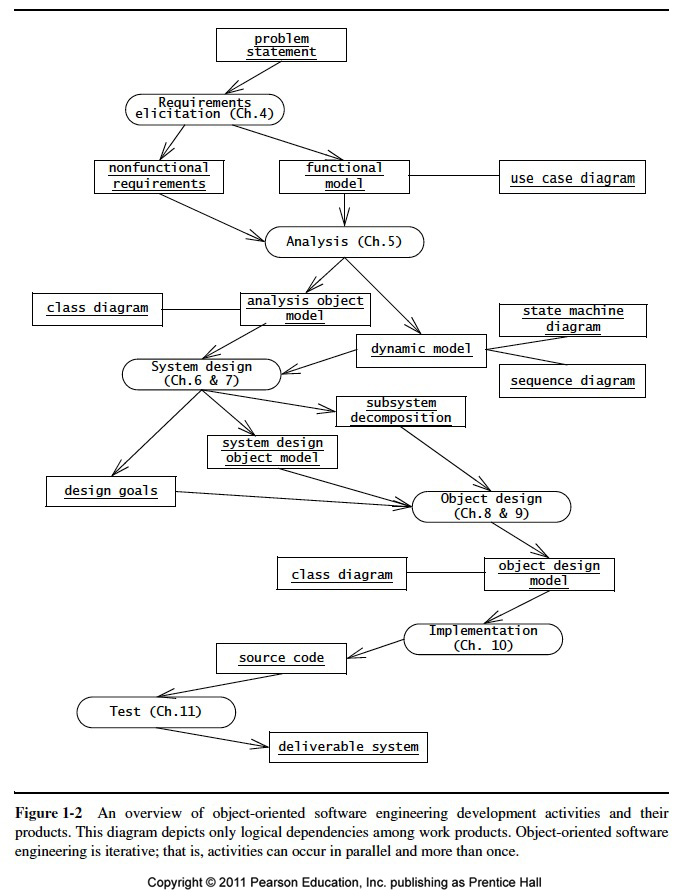 problem
statement
Requirements
elicitation (Ch.4)
nonfunctional
requirements
functional
model
use case diagram
Analysis (Ch.5)
class diagram
analysis object
model
state machine
diagram
dynamic model
System design
(Ch.6 & 7)
sequence diagram
subsystem
decomposition
system design
object model
design goals
Object design
(Ch.8 & 9)
class diagram
object design
model
Implementation
(Ch. 10)
source code
Test (Ch.11)
deliverable system
Figure 1-2 An overview of object-oriented software engineering development activities and their
products. This diagram depicts only logical dependencies among work products. Object-oriented software
engineering is iterative; that is, activities can occur in parallel and more than once.
Copyright © 2011 Pearson Education, Inc. publishing as Prentice Hall